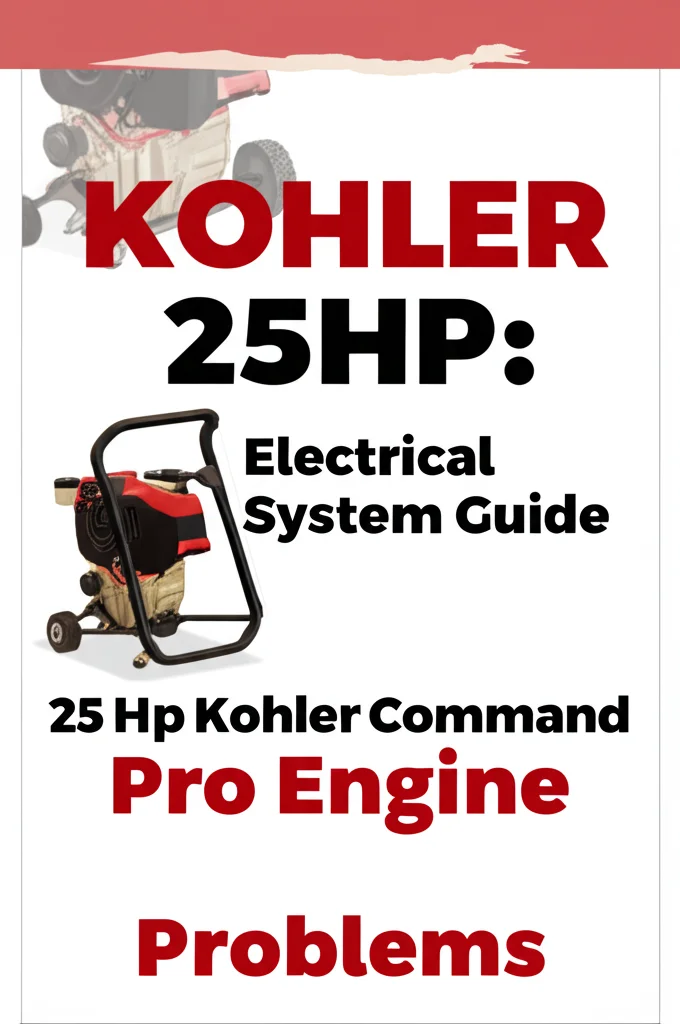 KOHLER
25HP:
Electrical
System Guide
25 Hp Kohler Command
Pro Engine
Problems